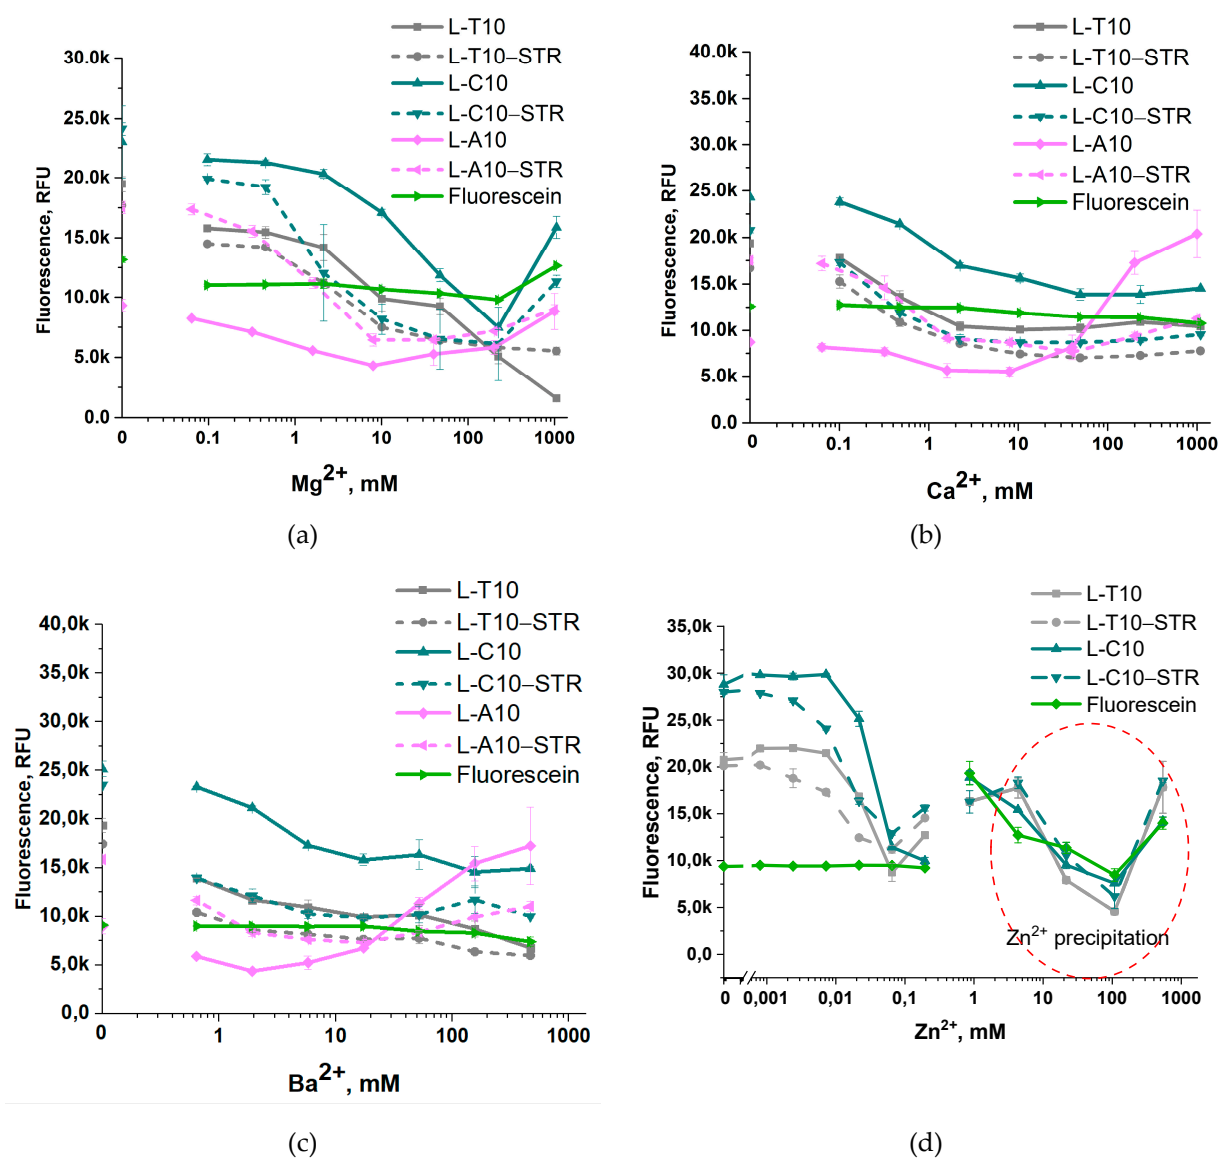 L-T10
L-T10–STR
L-C10
L-C10–STR
L-A10
L-A10–STR
Fluorescein
30.0k
25.0k
20.0k
15.0k
10.0k
5.0k
0.0
Fluorescence, RFU
0 0.1 1 10 100 1000
Mg2+, mM
(a)
L-T10
L-T10–STR
L-C10
L-C10–STR
L-A10
L-A10–STR
Fluorescein
40.0k
35.0k
30.0k
25.0k
20.0k
15.0k
10.0k
5.0k
0.0
Fluorescence, RFU
0 0.1 1 10 100 1000
Ca2+, mM
(b)
L-T10
L-T10–STR
L-C10
L-C10–STR
L-A10
L-A10–STR
Fluorescein
40,0k
35,0k
30,0k
25,0k
20,0k
15,0k
10,0k
5,0k
0,0
Fluorescence, RFU
0 1 10 100 1000
Ba2+, mM
(c)
L-T10
L-T10–STR
L-C10
L-C10–STR
Fluorescein
35,0k
30,0k
25,0k
20,0k
15,0k
10,0k
5,0k
0,0
Fluorescence, RFU
Zn2+ precipitation
0 0,001 0,01 0,1 1 10 100 1000
Zn2+, mM
(d)